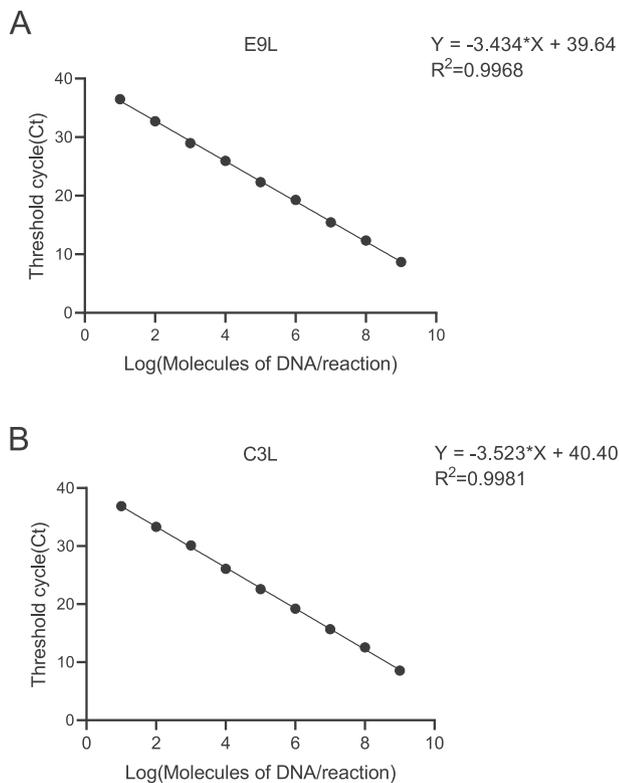 A
E9L
Y = -3.434*X + 39.64
R²=0.9968
Threshold cycle(Ct)
40
30
20
10
0
0 2 4 6 8 10
Log(Molecules of DNA/reaction)
B
C3L
Y = -3.523*X + 40.40
R²=0.9981
Threshold cycle(Ct)
40
30
20
10
0
0 2 4 6 8 10
Log(Molecules of DNA/reaction)